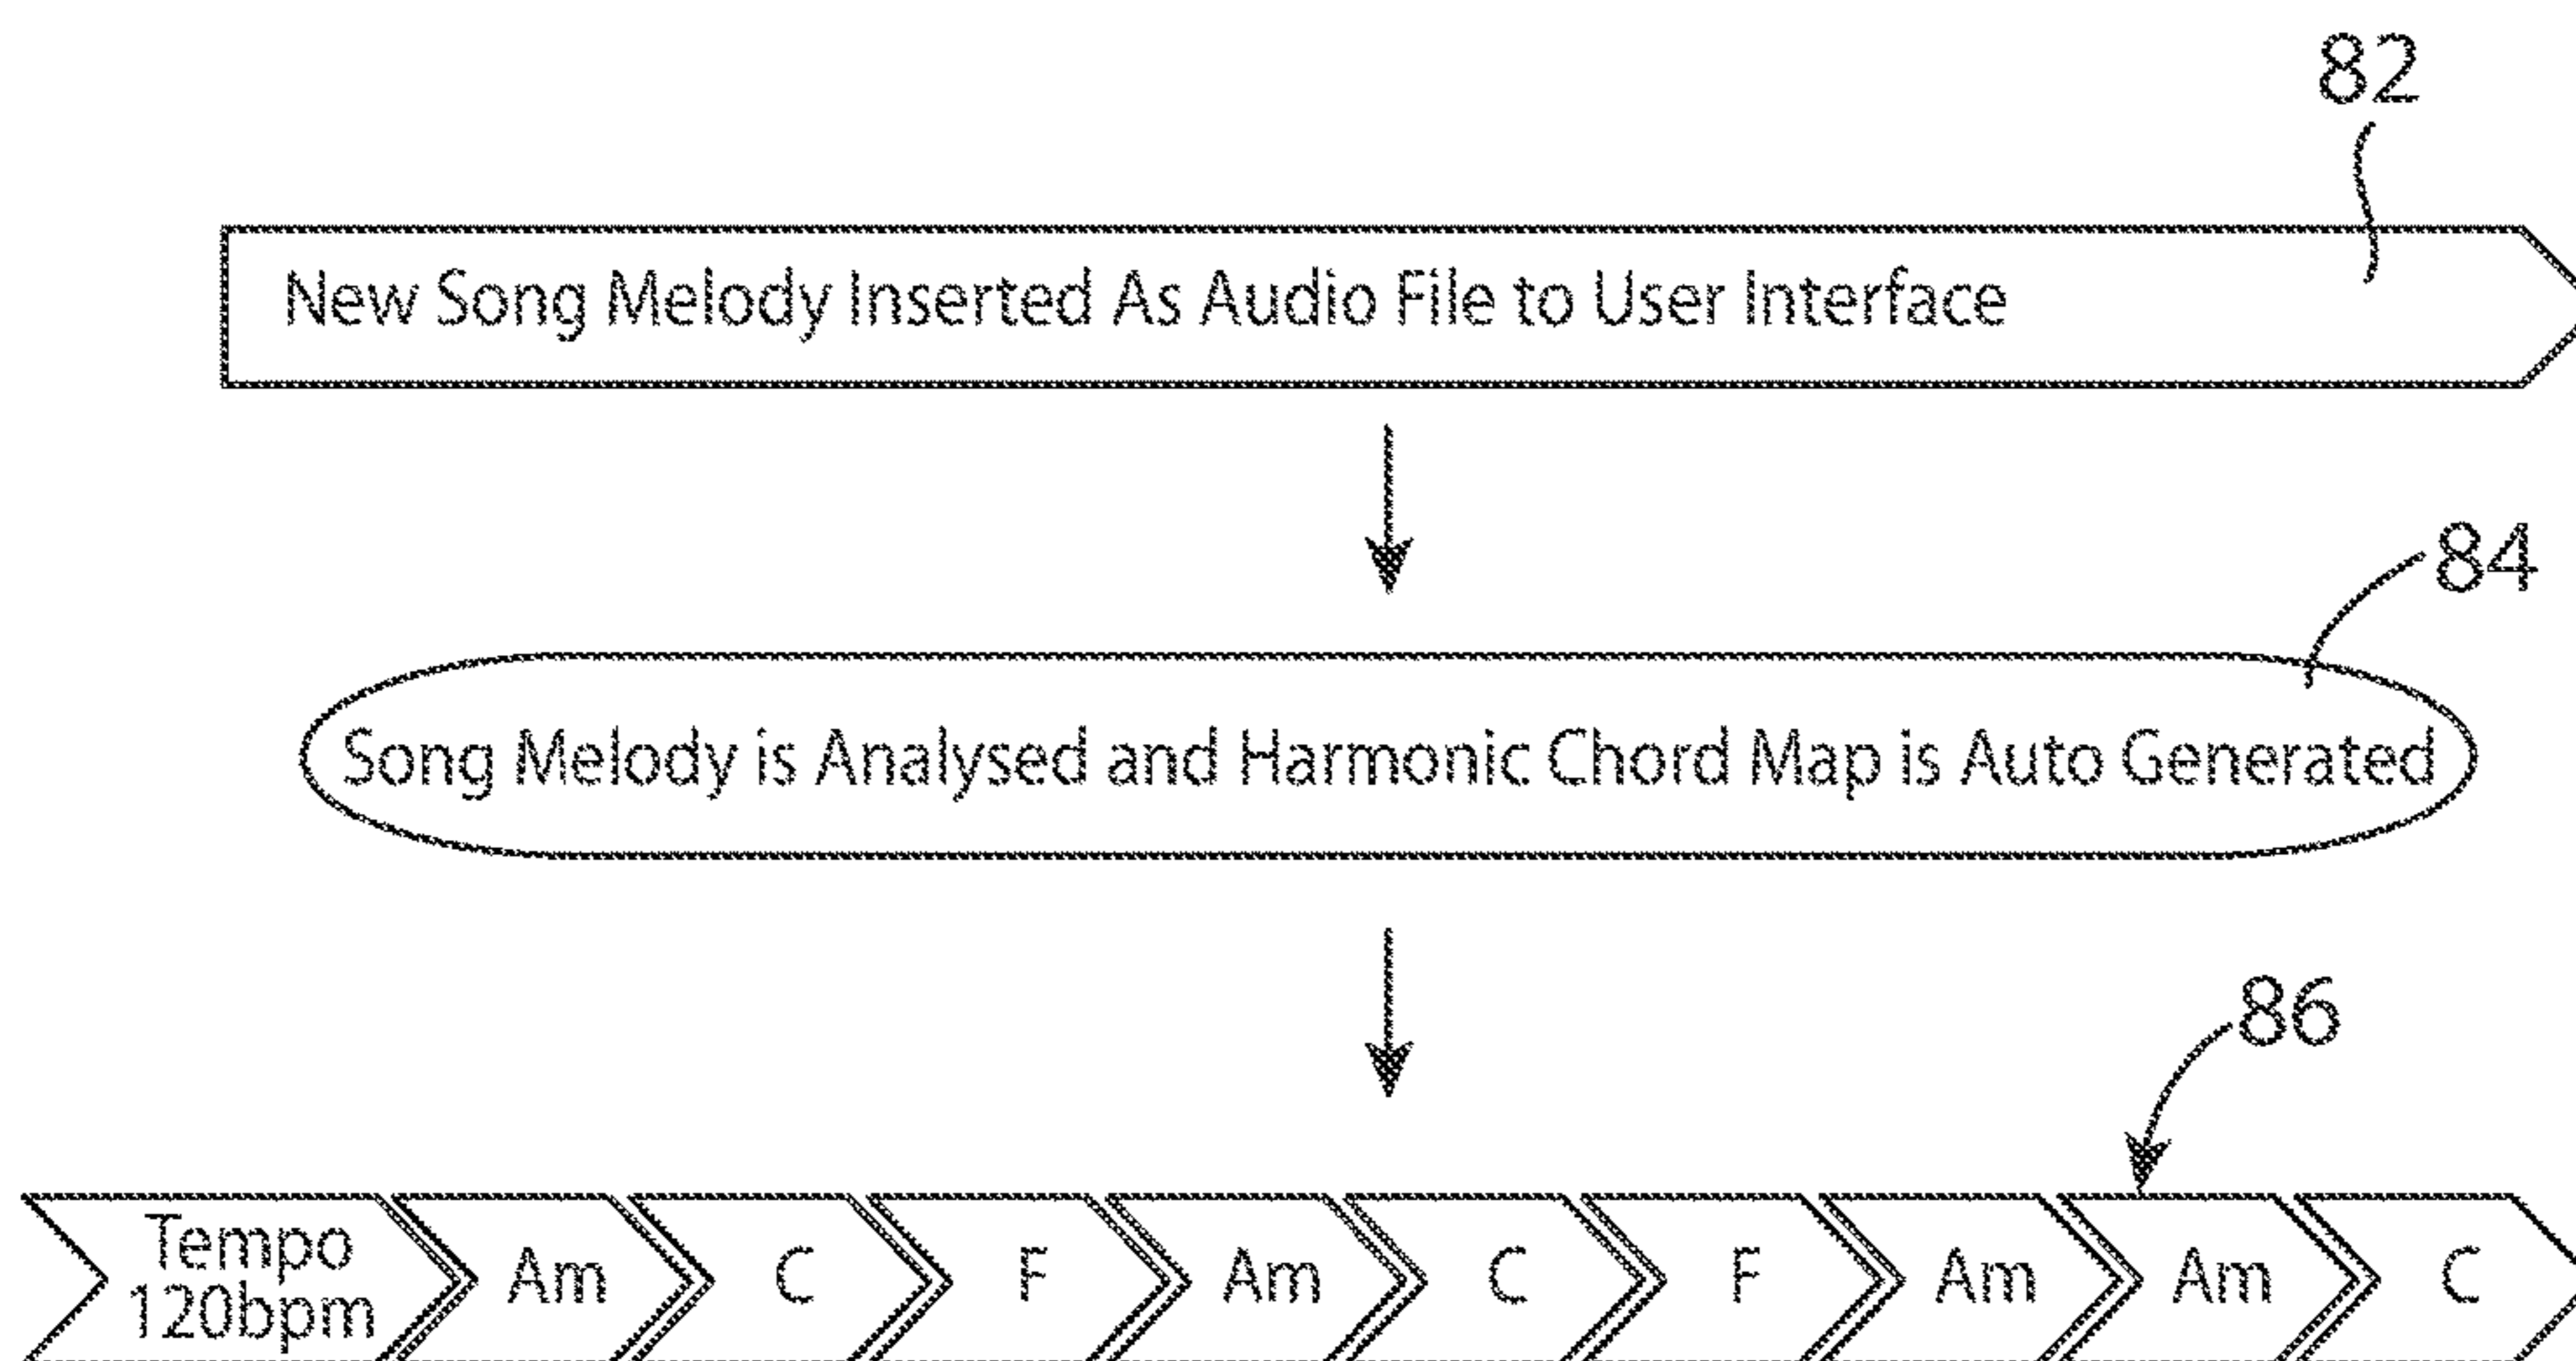 82
New Song Melody Inserted As Audio File to User Interface
84
Song Melody is Analysed and Harmonic Chord Map is Auto Generated
86
Tempo
120bpm
Am C F Am C F Am Am C